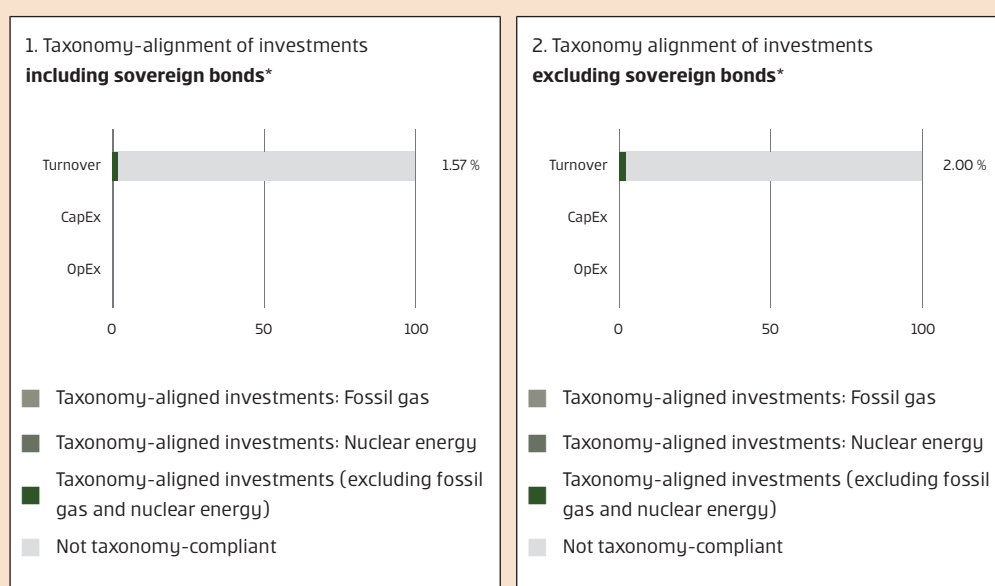 1. Taxonomy-alignment of investments
including sovereign bonds*
Turnover
1.57 %
CapEx
OpEx
0 50 100
Taxonomy-aligned investments: Fossil gas
Taxonomy-aligned investments: Nuclear energy
Taxonomy-aligned investments (excluding fossil
gas and nuclear energy)
Not taxonomy-compliant
2. Taxonomy alignment of investments
excluding sovereign bonds*
Turnover
2.00 %
CapEx
OpEx
0 50 100
Taxonomy-aligned investments: Fossil gas
Taxonomy-aligned investments: Nuclear energy
Taxonomy-aligned investments (excluding fossil
gas and nuclear energy)
Not taxonomy-compliant